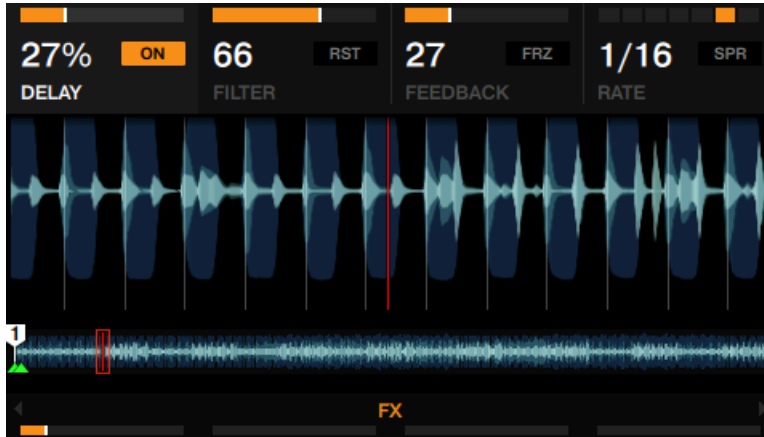 27% ON 66 RST 27 FRZ 1/16 SPR
DELAY FILTER FEEDBACK RATE
1
FX